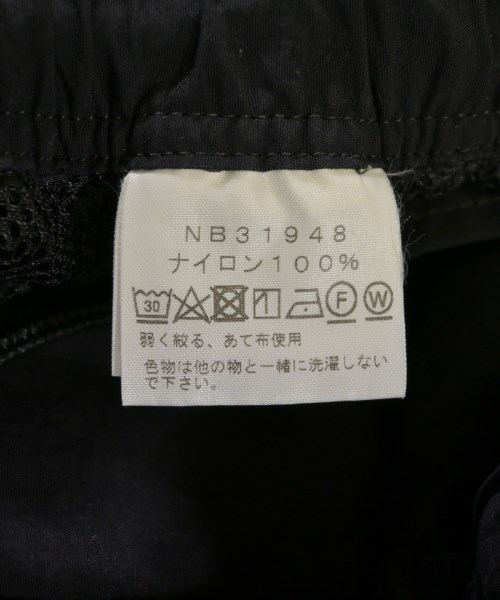 NB31948
ナイロン100%
30 F W
弱く絞る、あて布使用
色物は他の物と一緒に洗濯しない
で下さい。